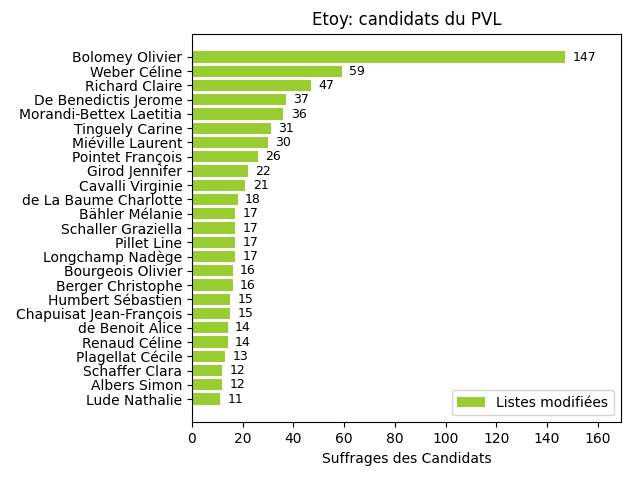 Etoy: candidats du PVL
Bolomey Olivier 147
Weber Céline 59
Richard Claire 47
De Benedictis Jerome 37
Morandi-Bettex Laetitia 36
Tinguely Carine 31
Miéville Laurent 30
Pointet François 26
Girod Jennifer 22
Cavalli Virginie 21
de La Baume Charlotte 18
Bähler Mélanie 17
Schaller Graziella 17
Pillet Line 17
Longchamp Nadège 17
Bourgeois Olivier 16
Berger Christophe 16
Humbert Sébastien 15
Chapuisat Jean-François 15
de Benoit Alice 14
Renaud Céline 14
Plagellat Cécile 13
Schaffer Clara 12
Albers Simon 12
Lude Nathalie 11
Listes modifiées
0 20 40 60 80 100 120 140 160
Suffrages des Candidats